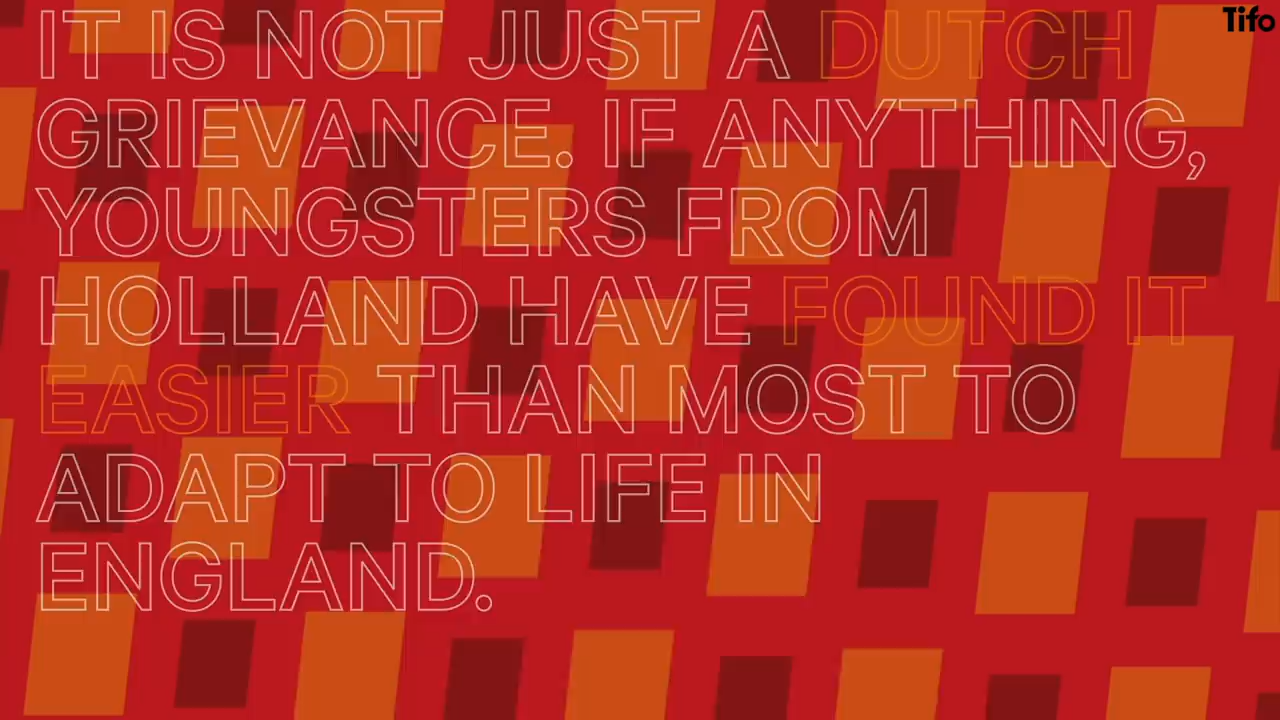 Tifo
IT IS NOT JUST A DUTCH
GRIEVANCE. IF ANYTHING,
YOUNGSTERS FROM
HOLLAND HAVE FOUND IT
EASIER THAN MOST TO
ADAPT TO LIFE IN
ENGLAND.